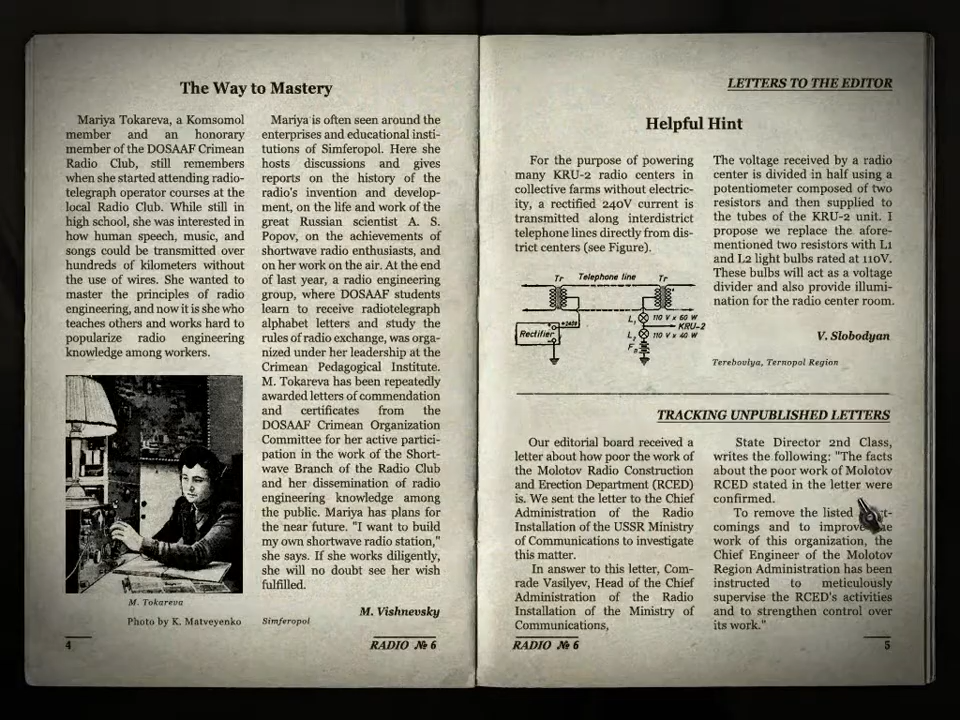 The Way to Mastery
Mariya Tokareva, a Komsomol
member and an honorary
member of the DOSAAF Crimean
Radio Club, still remembers
when she started attending radio-
telegraph operator courses at the
local Radio Club. While still in
high school, she was interested in
how human speech, music, and
songs could be transmitted over
hundreds of kilometers without
the use of wires. She wanted to
master the principles of radio
engineering, and now it is she who
teaches others and works hard to
popularize radio engineering
knowledge among workers.
M. Tokareva
Photo by K. Matveyenko
Mariya is often seen around the
enterprises and educational insti-
tutions of Simferopol. Here she
hosts discussions and gives
reports on the history of the
radio's invention and develop-
ment, on the life and work of the
great Russian scientist A. S.
Popov, on the achievements of
shortwave radio enthusiasts, and
on her work on the air. At the end
of last year, a radio engineering
group, where DOSAAF students
learn to receive radiotelegraph
alphabet letters and study the
rules of radio exchange, was orga-
nized under her leadership at the
Crimean Pedagogical Institute.
M. Tokareva has been repeatedly
awarded letters of commendation
and certificates from the
DOSAAF Crimean Organization
Committee for her active partici-
pation in the work of the Short-
wave Branch of the Radio Club
and her dissemination of radio
engineering knowledge among
the public. Mariya has plans for
the near future. "I want to build
my own shortwave radio station,"
she says. If she works diligently,
she will no doubt see her wish
fulfilled.
M. Vishnevsky
Simferopol
4
RADIO № 6
LETTERS TO THE EDITOR
Helpful Hint
For the purpose of powering
many KRU-2 radio centers in
collective farms without electric-
ity, a rectified 240V current is
transmitted along interdistrict
telephone lines directly from dis-
trict centers (see Figure).
Tr Telephone line Tr
+240V
Rectifier
L₁ 110 V x 60 W
KRU-2
110 V x 40 W
The voltage received by a radio
center is divided in half using a
potentiometer composed of two
resistors and then supplied to
the tubes of the KRU-2 unit. I
propose we replace the afore-
mentioned two resistors with L1
and L2 light bulbs rated at 110V.
These bulbs will act as a voltage
divider and also provide illumi-
nation for the radio center room.
V. Slobodyan
Terebovlya, Ternopol Region
TRACKING UNPUBLISHED LETTERS
Our editorial board received a
letter about how poor the work of
the Molotov Radio Construction
and Erection Department (RCED)
is. We sent the letter to the Chief
Administration of the Radio
Installation of the USSR Ministry
of Communications to investigate
this matter.
In answer to this letter, Com-
rade Vasilyev, Head of the Chief
Administration of the Radio
Installation of the Ministry of
Communications,
State Director 2nd Class,
writes the following: "The facts
about the poor work of Molotov
RCED stated in the letter were
confirmed.
To remove the listed
comings and to improve
work of this organization, the
Chief Engineer of the Molotov
Region Administration has been
instructed to meticulously
supervise the RCED's activities
and to strengthen control over
its work."
RADIO № 6
5